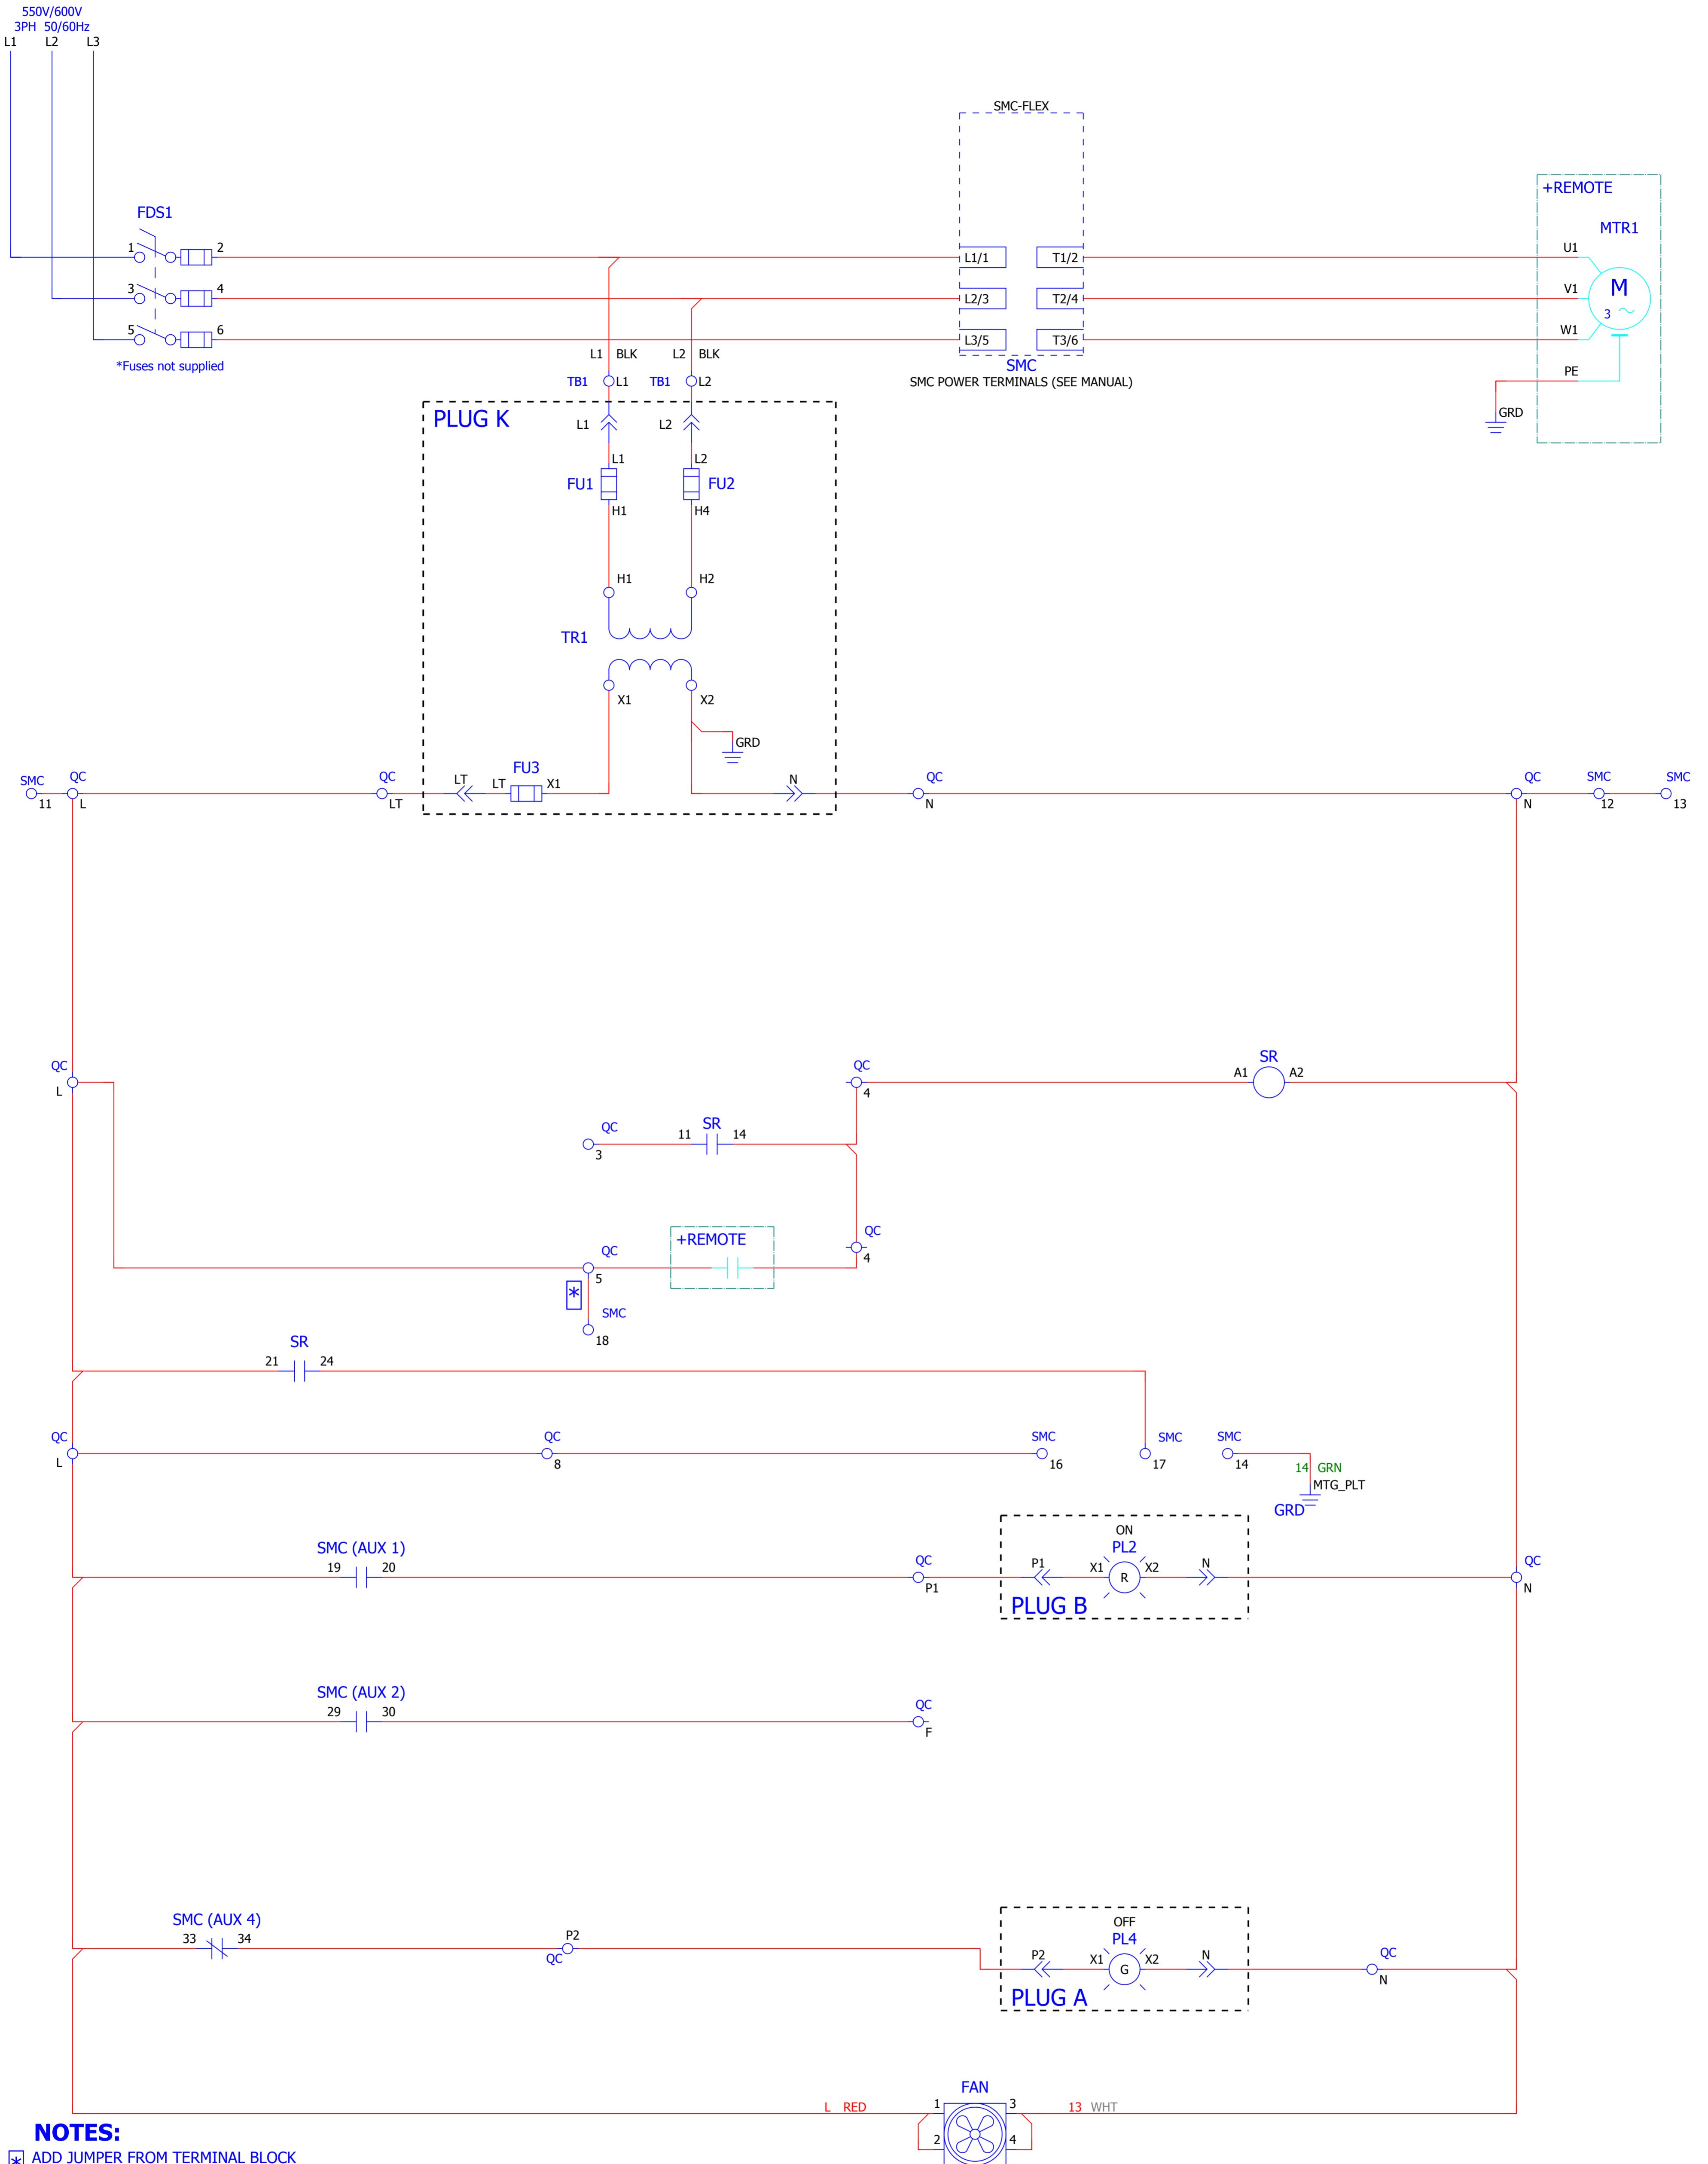 550V/600V
3PH 50/60Hz
L1 L2 L3
SMC-FLEX
+REMOTE
MTR1
FDS1
1 2 L1/1 T1/2 U1
3 4 L2/3 T2/4 V1
M
3
5 6 L3/5 T3/6 W1
*Fuses not supplied
L1 BLK L2 BLK
SMC
SMC POWER TERMINALS (SEE MANUAL)
PE
TB1 L1 TB1 L2
GRD
PLUG K
L1 L2
L1 L2
FU1 FU2
H1 H4
H1 H2
TR1
X1 X2
GRD
SMC QC QC LT LT FU3 X1 N QC QC SMC SMC
11 L LT N N 12 13
QC QC SR
L 4 A1 A2
QC 11 SR 14
3
+REMOTE QC
QC 4
5
* SMC
18
SR
21 24
QC QC SMC SMC SMC
L 8 16 17 14
14 GRN
MTG_PLT
GRD
SMC (AUX 1)
19 20
QC
P1
ON
PL2
P1 X1 R X2 N
PLUG B
QC
N
SMC (AUX 2)
29 30
QC
F
SMC (AUX 4)
33 34
P2
QC
OFF
PL4
P2 X1 G X2 N
PLUG A
QC
N
FAN
L RED 1 3 13 WHT
2 4
NOTES:
* ADD JUMPER FROM TERMINAL BLOCK